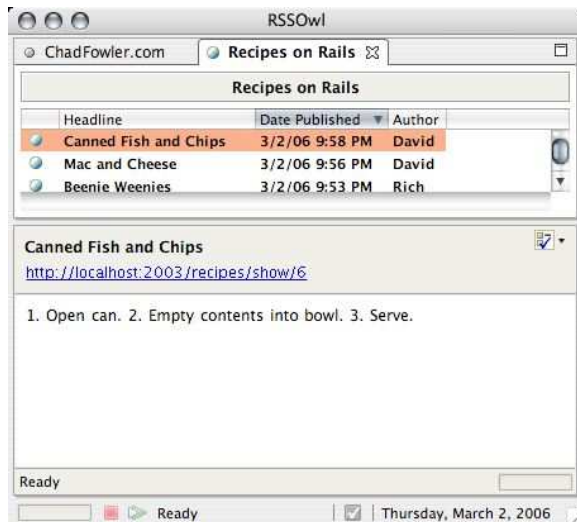 RSSOwl
ChadFowler.com Recipes on Rails
Recipes on Rails
Headline Date Published Author
Canned Fish and Chips 3/2/06 9:58 PM David
Mac and Cheese 3/2/06 9:56 PM David
Beenie Weenies 3/2/06 9:53 PM Rich
Canned Fish and Chips
http://localhost:2003/recipes/show/6
1. Open can. 2. Empty contents into bowl. 3. Serve.
Ready
Ready Thursday, March 2, 2006